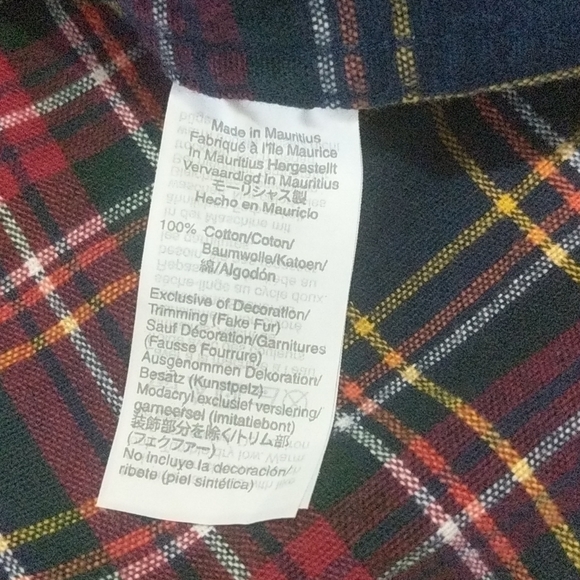 Made in Mauritius
Fabriqué à l'île Maurice
In Mauritius Hergestellt
Vervaardigd in Mauritius
モーリシャス製
Hecho en Mauricio
100% Cotton/Coton/
Baumwolle/Katoen/
綿/Algodón
Exclusive of Decoration/
Trimming (Fake Fur)
Sauf Décoration/Garnitures
(Fausse Fourrure)
Ausgenommen Dekoration/
Besatz (Kunstpelz)
Modacryl exclusief versiering/
garneersel (imitatiebont)
装飾部分を除く/トリム部
(フェイクファー)
No incluye la decoración/
ribete (piel sintética)